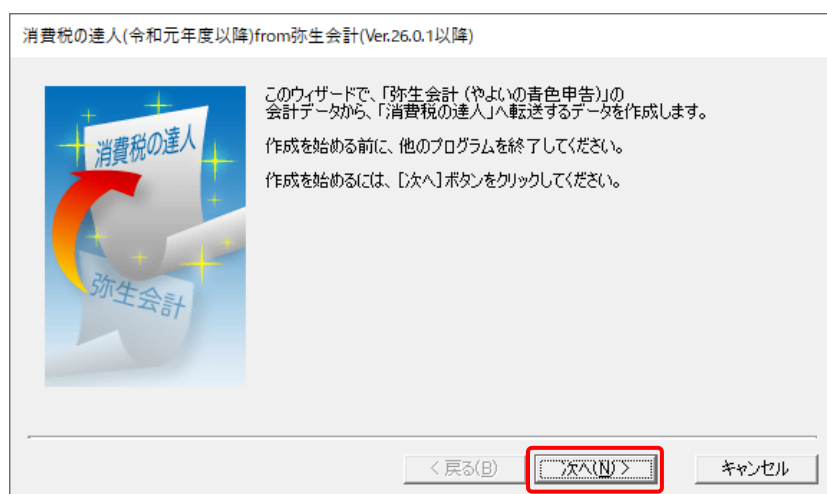 消費税の達人(令和元年度以降)from弥生会計(Ver.26.0.1以降)
このウィザードで、「弥生会計（やよいの青色申告）」の
会計データから、「消費税の達人」へ転送するデータを作成します。
作成を始める前に、他のプログラムを終了してください。
作成を始めるには、[次へ]ボタンをクリックしてください。
消費税の達人
弥生会計
< 戻る(B)
次へ(N) >
キャンセル